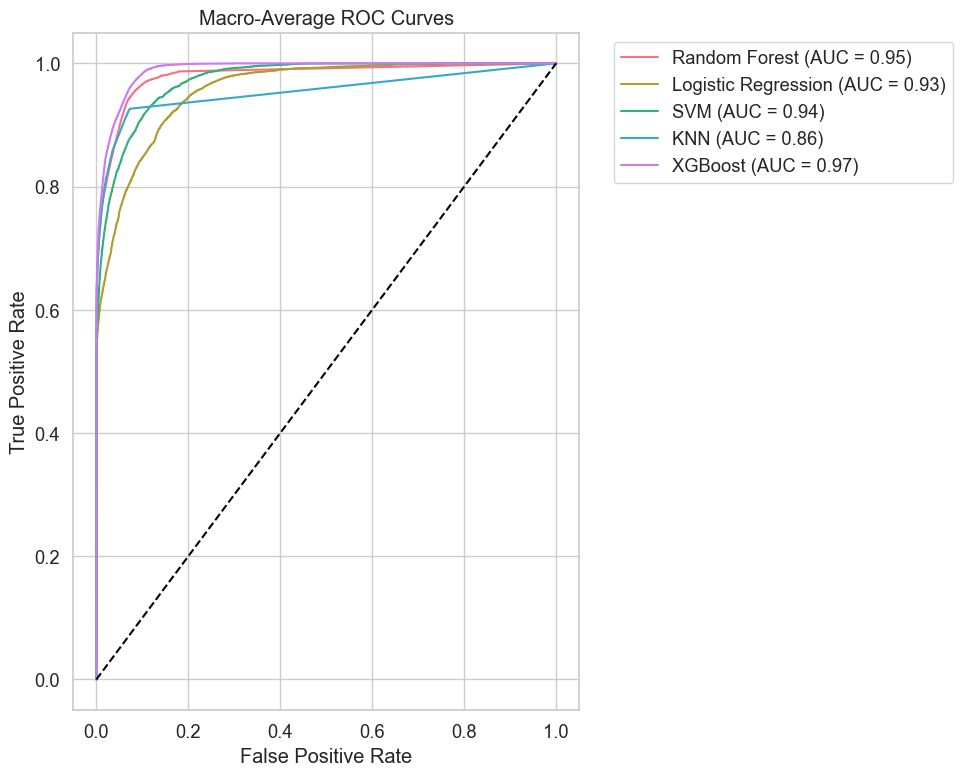 Macro-Average ROC Curves
Random Forest (AUC = 0.95)
Logistic Regression (AUC = 0.93)
SVM (AUC = 0.94)
KNN (AUC = 0.86)
XGBoost (AUC = 0.97)
True Positive Rate
1.0
0.8
0.6
0.4
0.2
0.0
0.0 0.2 0.4 0.6 0.8 1.0
False Positive Rate